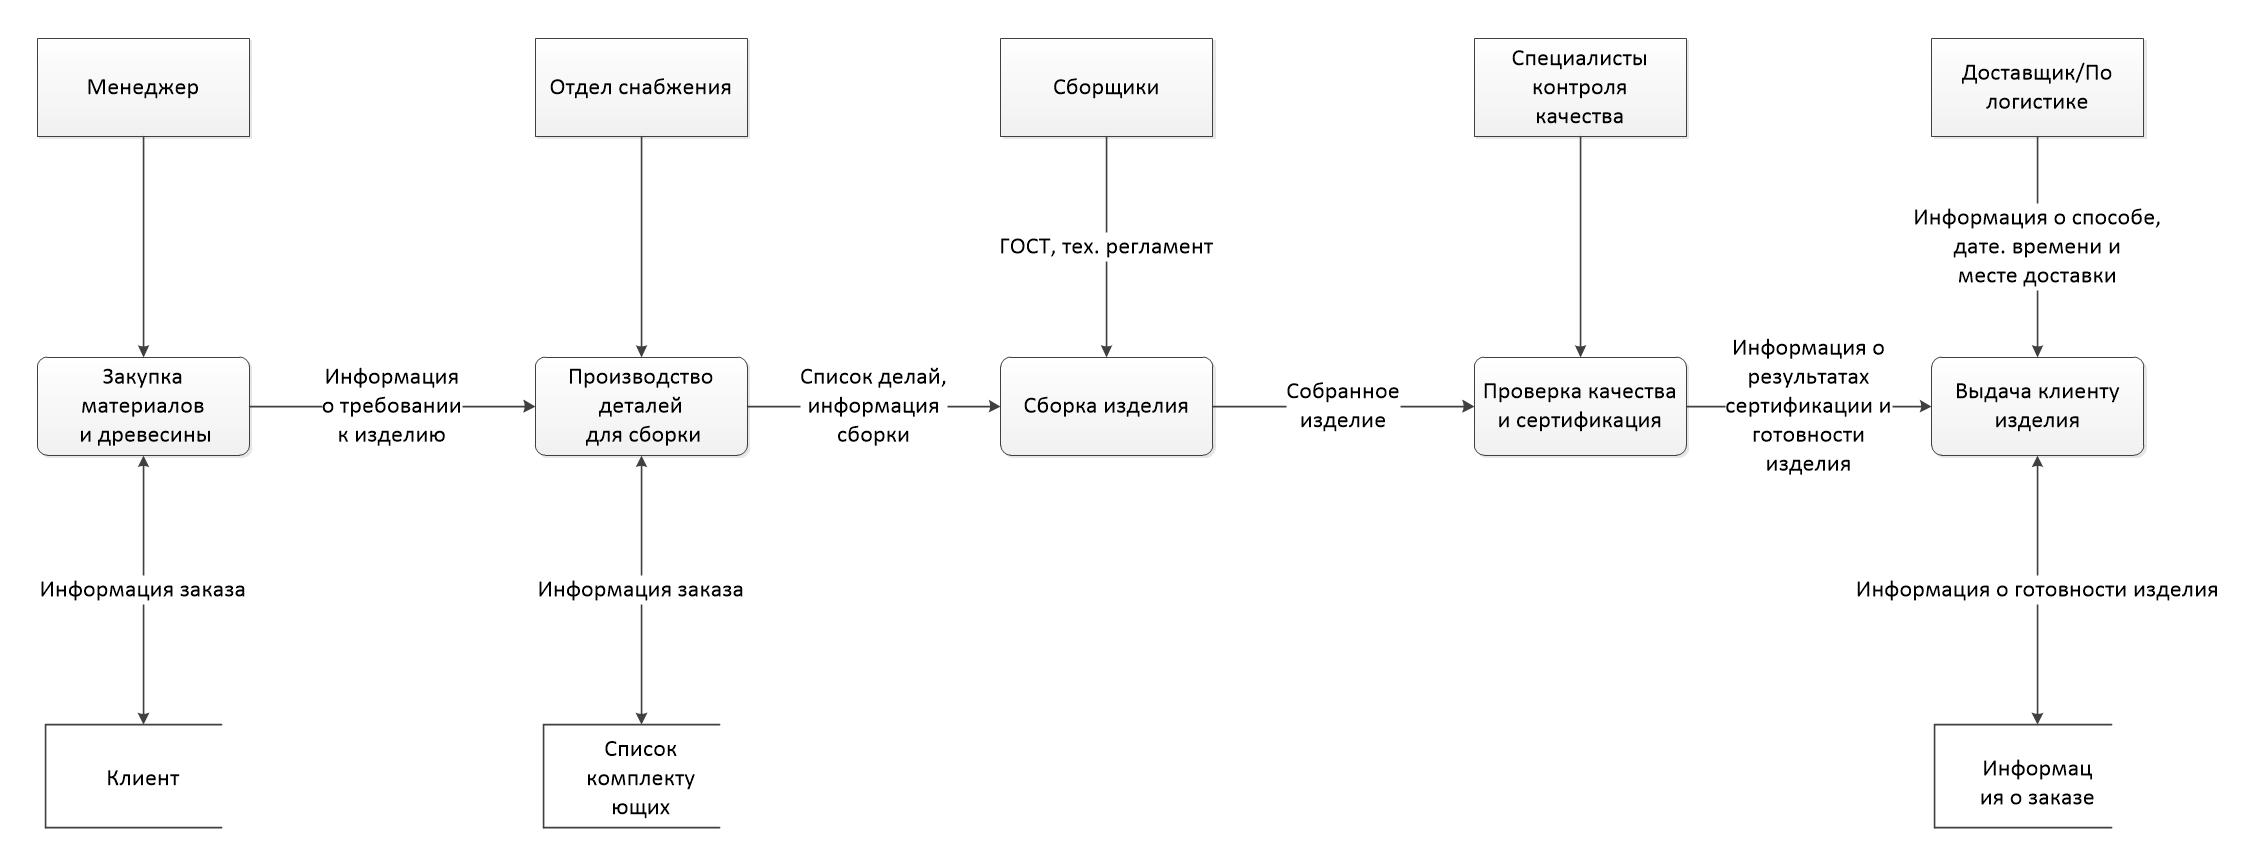 Менеджер
Отдел снабжения
Сборщики
Специалисты
контроля
качества
Доставщик/По
логистике
ГОСТ, тех. регламент
Информация о способе,
дате. времени и
месте доставки
Закупка
материалов
и древесины
Информация
о требовании
к изделию
Производство
деталей
для сборки
Список делай,
информация
сборки
Сборка изделия
Собранное
изделие
Проверка качества
и сертификация
Информация о
результатах
сертификации и
готовности
изделия
Выдача клиенту
изделия
Информация заказа
Информация заказа
Информация о готовности изделия
Клиент
Список
комплекту
ющих
Информац
ия о заказе